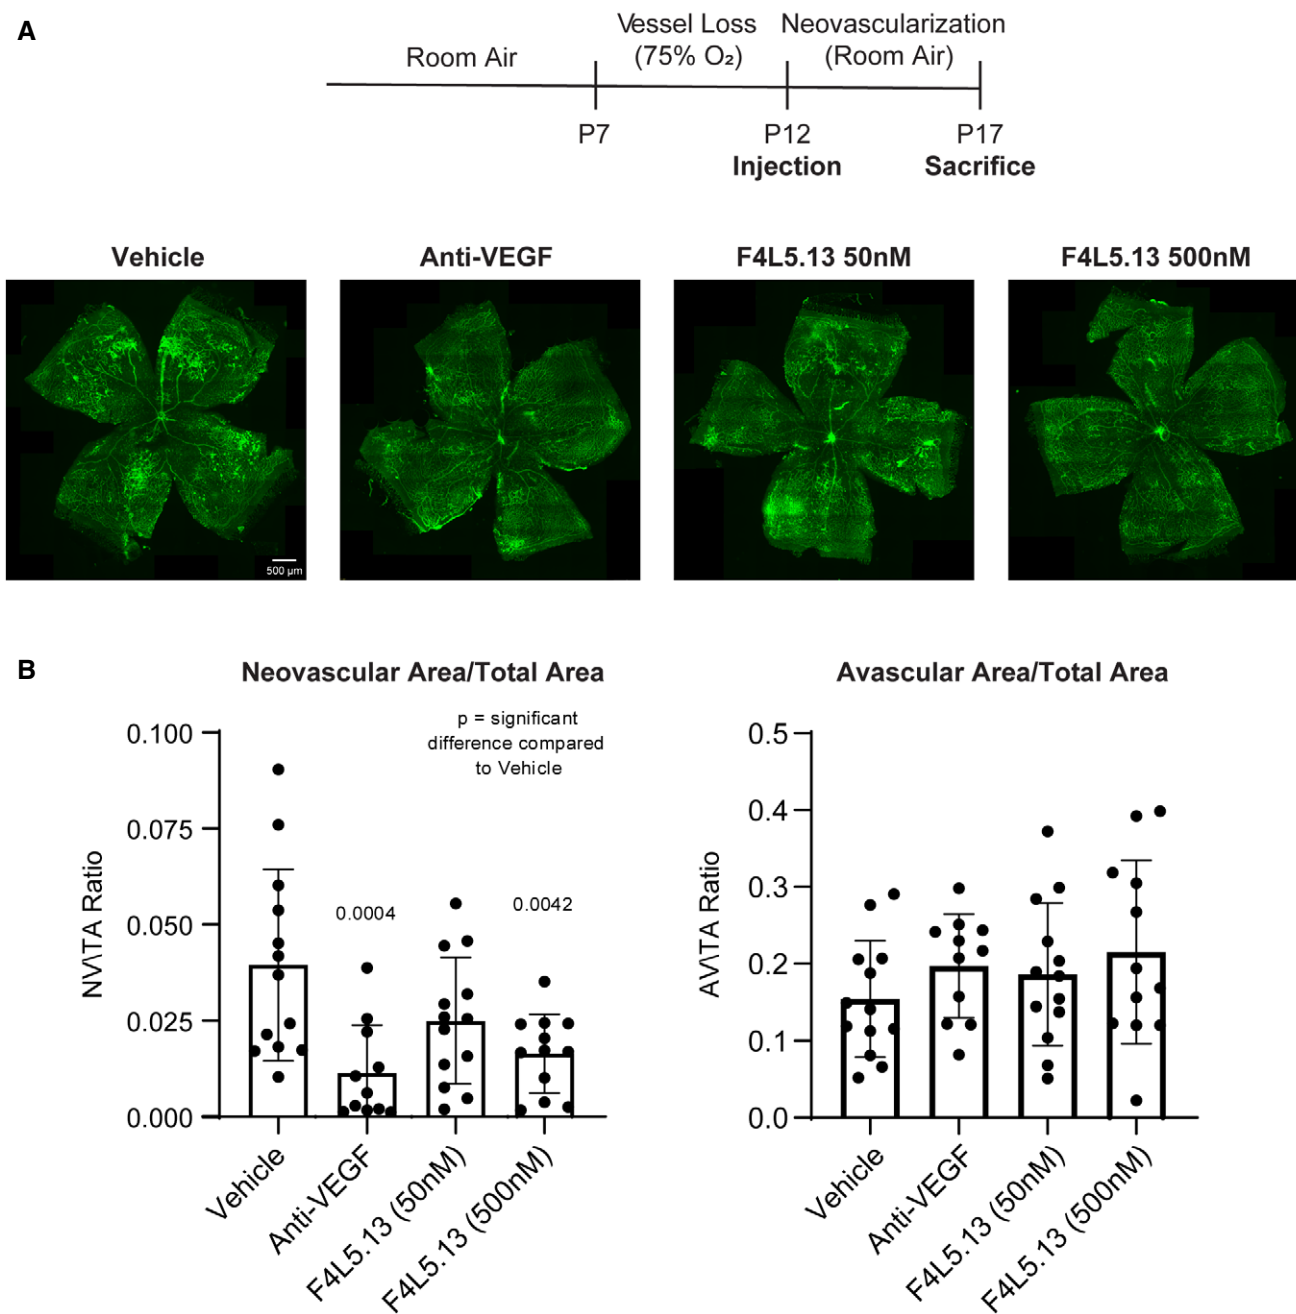 A
Room Air
Vessel Loss
(75% O₂)
Neovascularization
(Room Air)
P7
P12
Injection
P17
Sacrifice
Vehicle
Anti-VEGF
F4L5.13 50nM
F4L5.13 500nM
500 µm
B
Neovascular Area/Total Area
p = significant
difference compared
to Vehicle
NV\TA Ratio
0.100
0.075
0.050
0.025
0.000
0.0004
0.0042
Vehicle
Anti-VEGF
F4L5.13 (50nM)
F4L5.13 (500nM)
Avascular Area/Total Area
AV\TA Ratio
0.5
0.4
0.3
0.2
0.1
0.0
Vehicle
Anti-VEGF
F4L5.13 (50nM)
F4L5.13 (500nM)